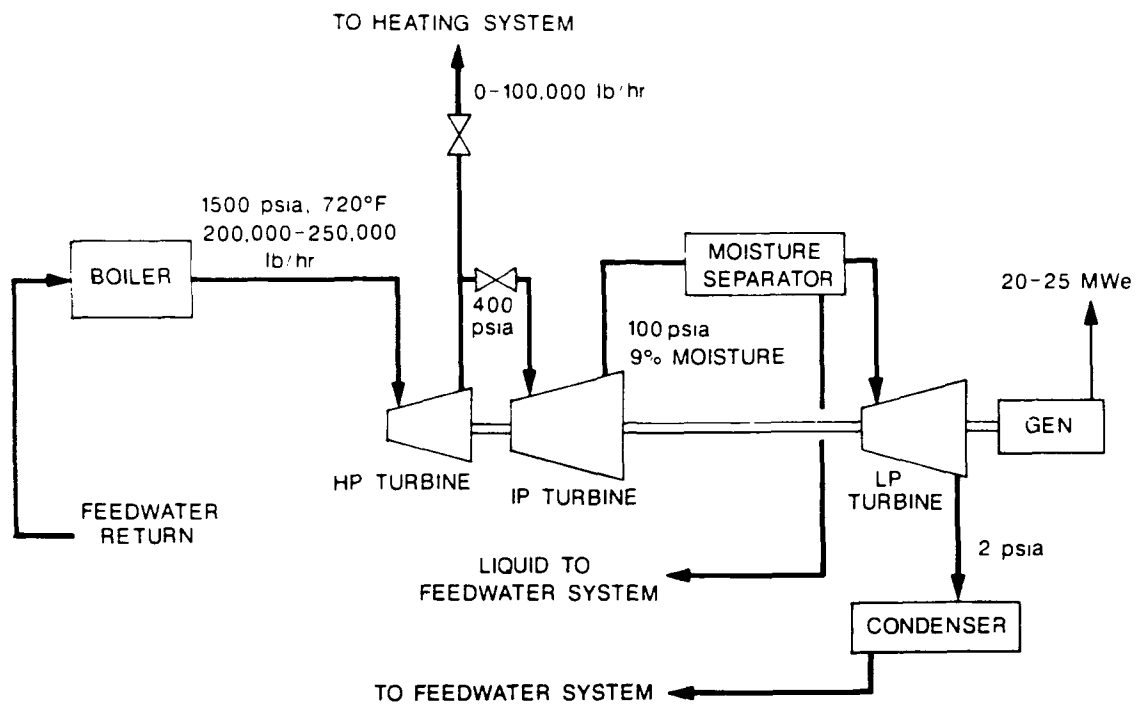 TO HEATING SYSTEM
0-100,000 lb/hr
1500 psia, 720°F
200,000-250,000
lb/hr
BOILER
MOISTURE
SEPARATOR
20-25 MWe
400
psia
100 psia
9% MOISTURE
GEN
HP TURBINE
IP TURBINE
LP
TURBINE
FEEDWATER
RETURN
2 psia
LIQUID TO
FEEDWATER SYSTEM
CONDENSER
TO FEEDWATER SYSTEM